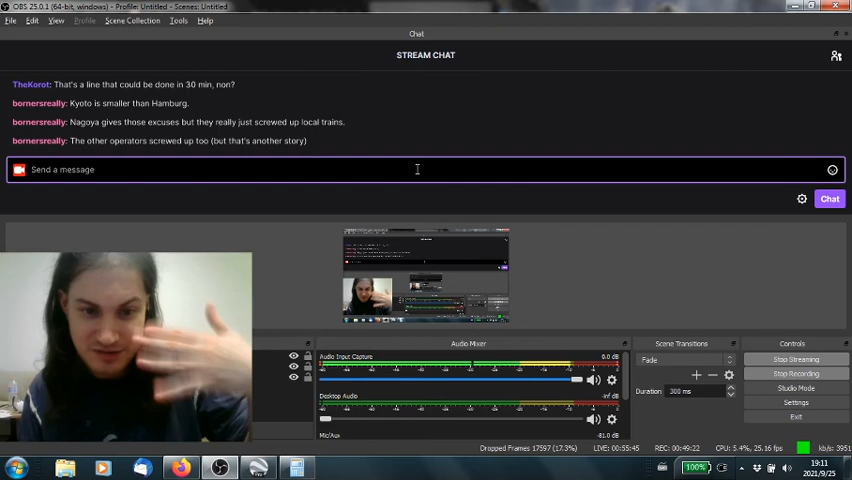 OBS 25.0.1 (64-bit, windows) - Profile: Untitled - Scenes: Untitled
File Edit View Profile Scene Collection Tools Help
Chat
STREAM CHAT
TheKorot: That's a line that could be done in 30 min, non?
bornersreally: Kyoto is smaller than Hamburg.
bornersreally: Nagoya gives those excuses but they really just screwed up local trains.
bornersreally: The other operators screwed up too (but that's another story)
Send a message
Chat
Audio Mixer
Scene Transitions
Controls
Audio Input Capture 0.0 dB
Fade
Stop Streaming
Stop Recording
Duration 300 ms
Studio Mode
Desktop Audio -inf dB
Settings
Exit
Mic/Aux -81.0 dB
Dropped Frames 17597 (17.3%) LIVE: 00:55:45 REC: 00:49:22 CPU: 5.4%, 25.16 fps kb/s: 3951
100%
19:11
2021/9/25